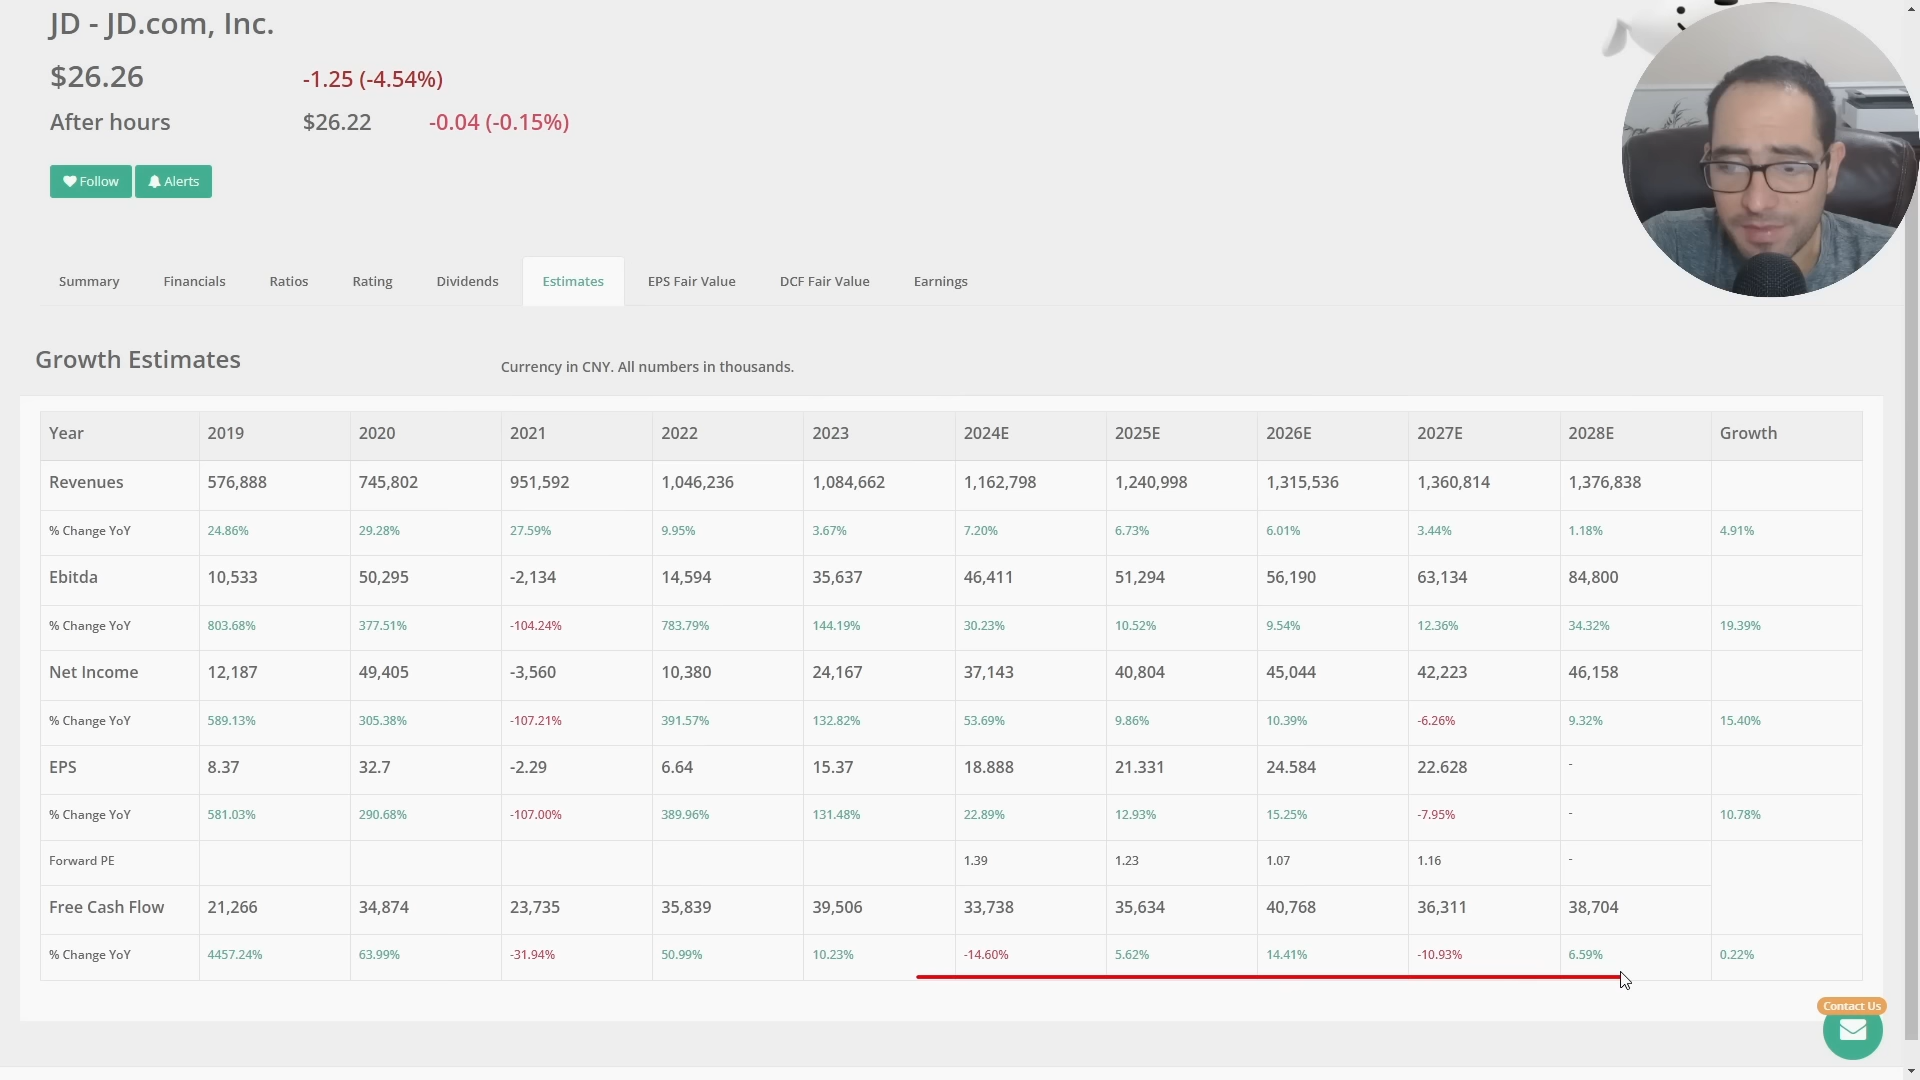 JD - JD.com, Inc.
$26.26 -1.25 (-4.54%)
After hours $26.22 -0.04 (-0.15%)
Follow Alerts
Summary Financials Ratios Rating Dividends Estimates EPS Fair Value DCF Fair Value Earnings
Growth Estimates Currency in CNY. All numbers in thousands.
Year 2019 2020 2021 2022 2023 2024E 2025E 2026E 2027E 2028E Growth
Revenues 576,888 745,802 951,592 1,046,236 1,084,662 1,162,798 1,240,998 1,315,536 1,360,814 1,376,838
% Change YoY 24.86% 29.28% 27.59% 9.95% 3.67% 7.20% 6.73% 6.01% 3.44% 1.18% 4.91%
Ebitda 10,533 50,295 -2,134 14,594 35,637 46,411 51,294 56,190 63,134 84,800
% Change YoY 803.68% 377.51% -104.24% 783.79% 144.19% 30.23% 10.52% 9.54% 12.36% 34.32% 19.39%
Net Income 12,187 49,405 -3,560 10,380 24,167 37,143 40,804 45,044 42,223 46,158
% Change YoY 589.13% 305.38% -107.21% 391.57% 132.82% 53.69% 9.86% 10.39% -6.26% 9.32% 15.40%
EPS 8.37 32.7 -2.29 6.64 15.37 18.888 21.331 24.584 22.628 -
% Change YoY 581.03% 290.68% -107.00% 389.96% 131.48% 22.89% 12.93% 15.25% -7.95% - 10.78%
Forward PE 1.39 1.23 1.07 1.16 -
Free Cash Flow 21,266 34,874 23,735 35,839 39,506 33,738 35,634 40,768 36,311 38,704
% Change YoY 4457.24% 63.99% -31.94% 50.99% 10.23% -14.60% 5.62% 14.41% -10.93% 6.59% 0.22%
Contact Us